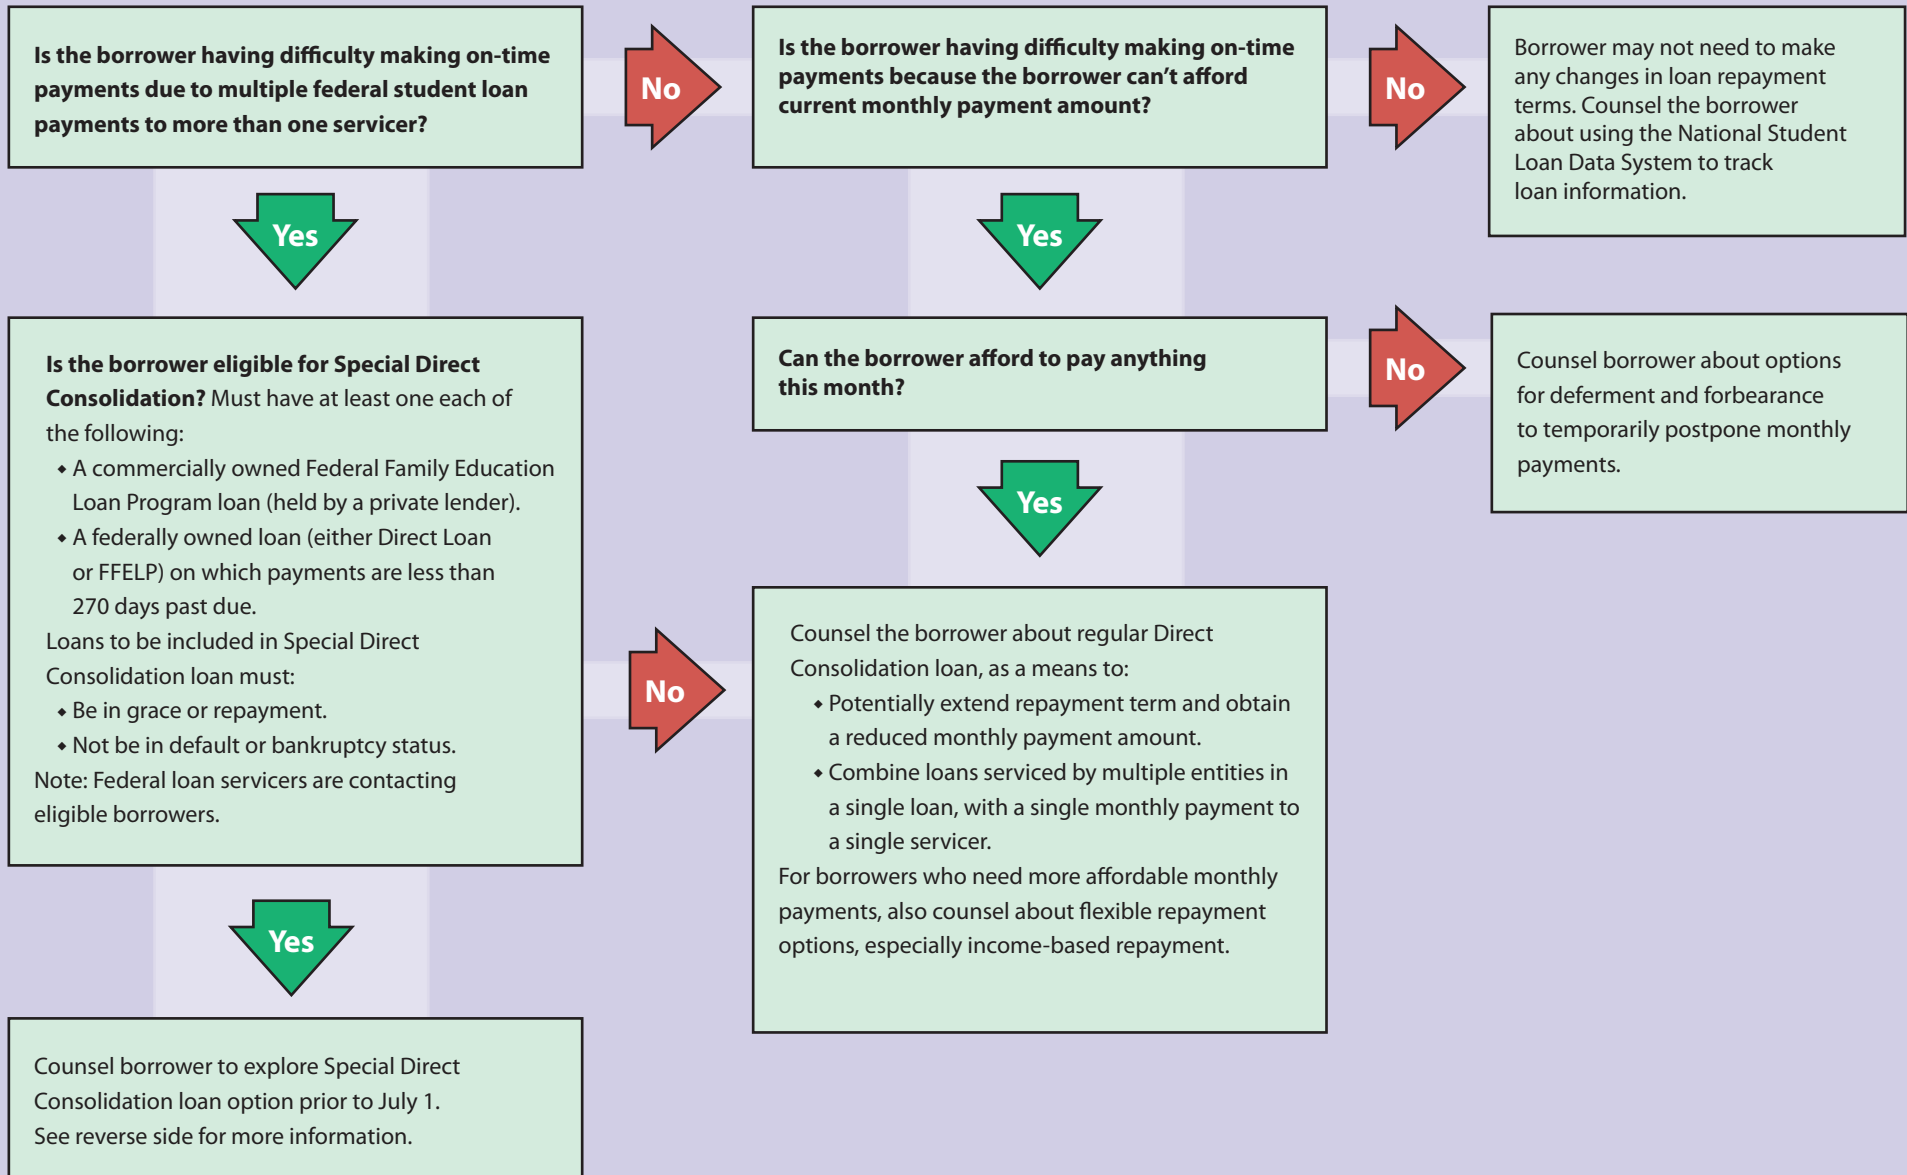 Is the borrower having difficulty making on-time
payments due to multiple federal student loan
payments to more than one servicer?
No
Is the borrower having difficulty making on-time
payments because the borrower can't afford
current monthly payment amount?
No
Borrower may not need to make
any changes in loan repayment
terms. Counsel the borrower
about using the National Student
Loan Data System to track
loan information.
Yes
Yes
Is the borrower eligible for Special Direct
Consolidation? Must have at least one each of
the following:
◆ A commercially owned Federal Family Education
Loan Program loan (held by a private lender).
◆ A federally owned loan (either Direct Loan
or FFELP) on which payments are less than
270 days past due.
Loans to be included in Special Direct
Consolidation loan must:
◆ Be in grace or repayment.
◆ Not be in default or bankruptcy status.
Note: Federal loan servicers are contacting
eligible borrowers.
Can the borrower afford to pay anything
this month?
No
Counsel borrower about options
for deferment and forbearance
to temporarily postpone monthly
payments.
Yes
No
Counsel the borrower about regular Direct
Consolidation loan, as a means to:
◆ Potentially extend repayment term and obtain
a reduced monthly payment amount.
◆ Combine loans serviced by multiple entities in
a single loan, with a single monthly payment to
a single servicer.
For borrowers who need more affordable monthly
payments, also counsel about flexible repayment
options, especially income-based repayment.
Yes
Counsel borrower to explore Special Direct
Consolidation loan option prior to July 1.
See reverse side for more information.